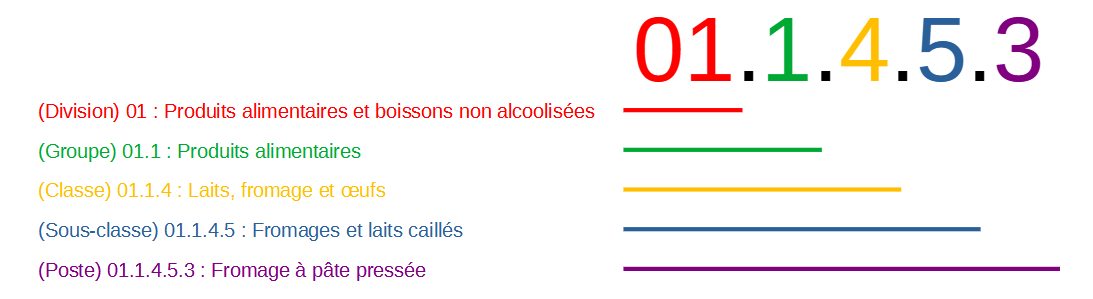 01.1.4.5.3
(Division) 01 : Produits alimentaires et boissons non alcoolisées
(Groupe) 01.1 : Produits alimentaires
(Classe) 01.1.4 : Laits, fromage et œufs
(Sous-classe) 01.1.4.5 : Fromages et laits caillés
(Poste) 01.1.4.5.3 : Fromage à pâte pressée